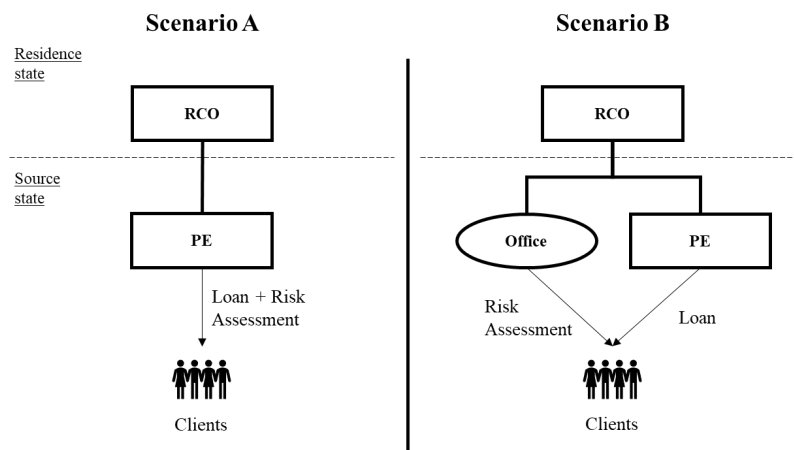 Scenario A
Residence
state
RCO
Source
state
PE
Loan + Risk
Assessment
Clients
Scenario B
RCO
Office
PE
Risk
Assessment
Loan
Clients